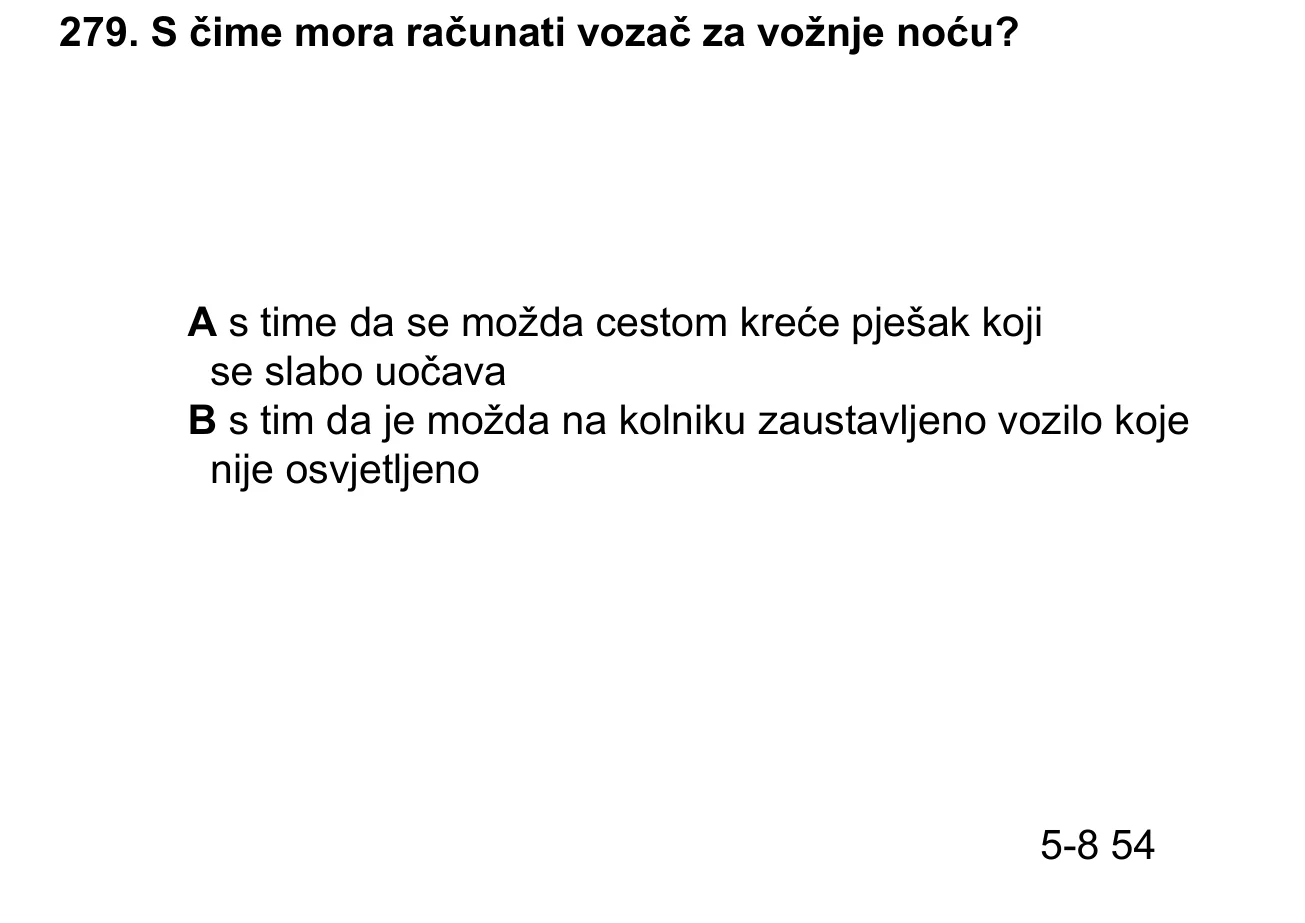 279. S čime mora računati vozač za vožnje noću?
A s time da se možda cestom kreće pješak koji
se slabo uočava
B s tim da je možda na kolniku zaustavljeno vozilo koje
nije osvjetljeno
5-8 54